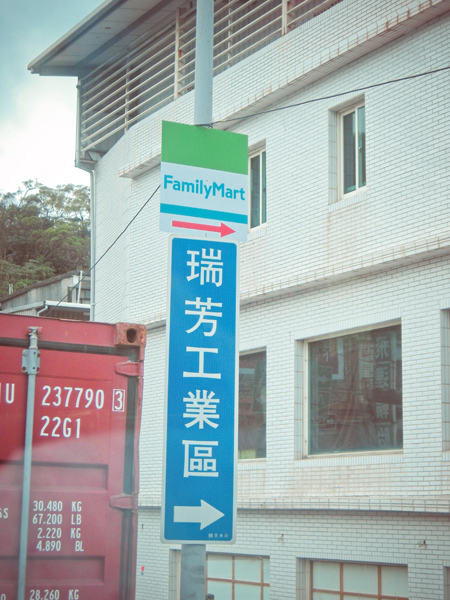 FamilyMart
瑞芳工業區
U 237790 3
22G1
30.480 KG
67.200 LB
2.220 KG
4.890 BL
28.260 KG